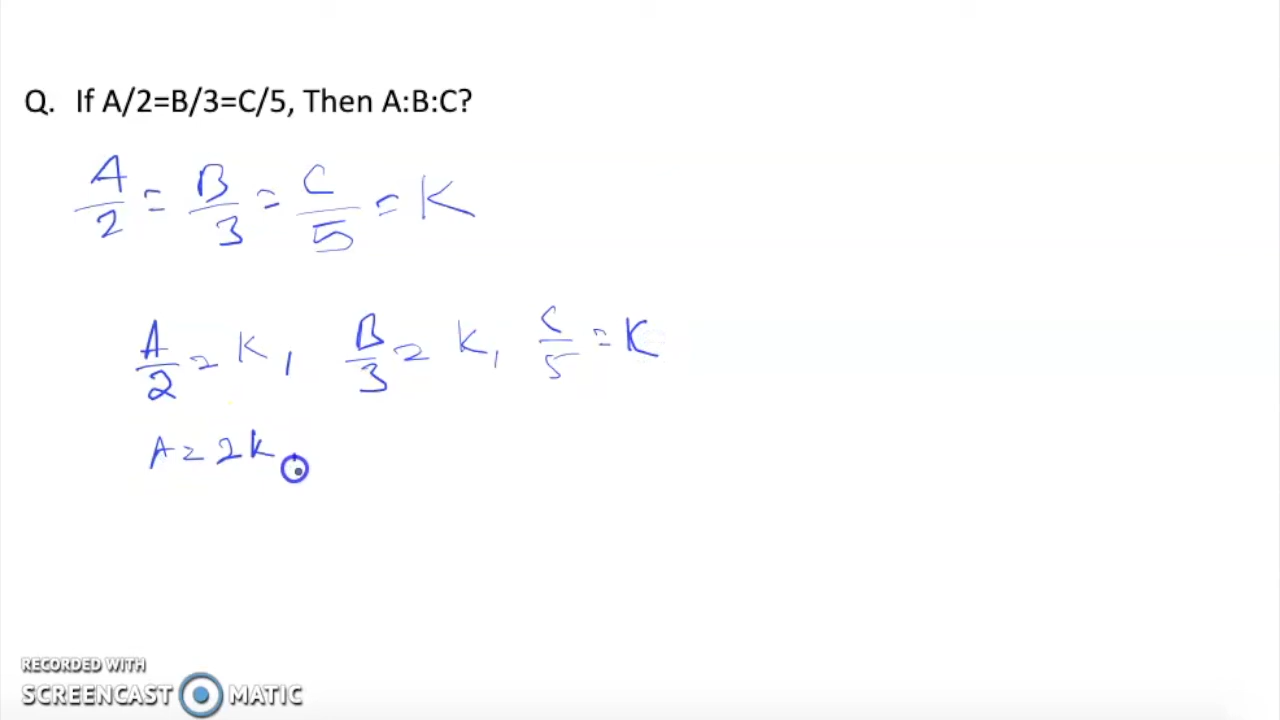 Q. If A/2=B/3=C/5, Then A:B:C?
A/2 = B/3 = C/5 = K
A/2 = K, B/3 = K, C/5 = K
A = 2K
RECORDED WITH
SCREENCAST MATIC